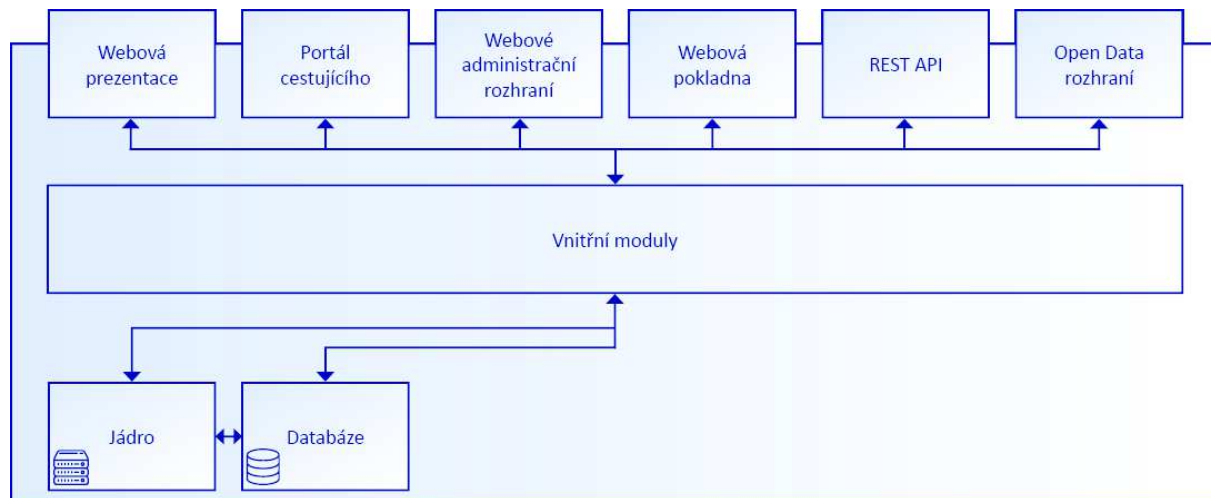 Webová
prezentace
Portál
cestujícího
Webové
administrační
rozhraní
Webová
pokladna
REST API
Open Data
rozhraní
Vnitřní moduly
Jádro
Databáze